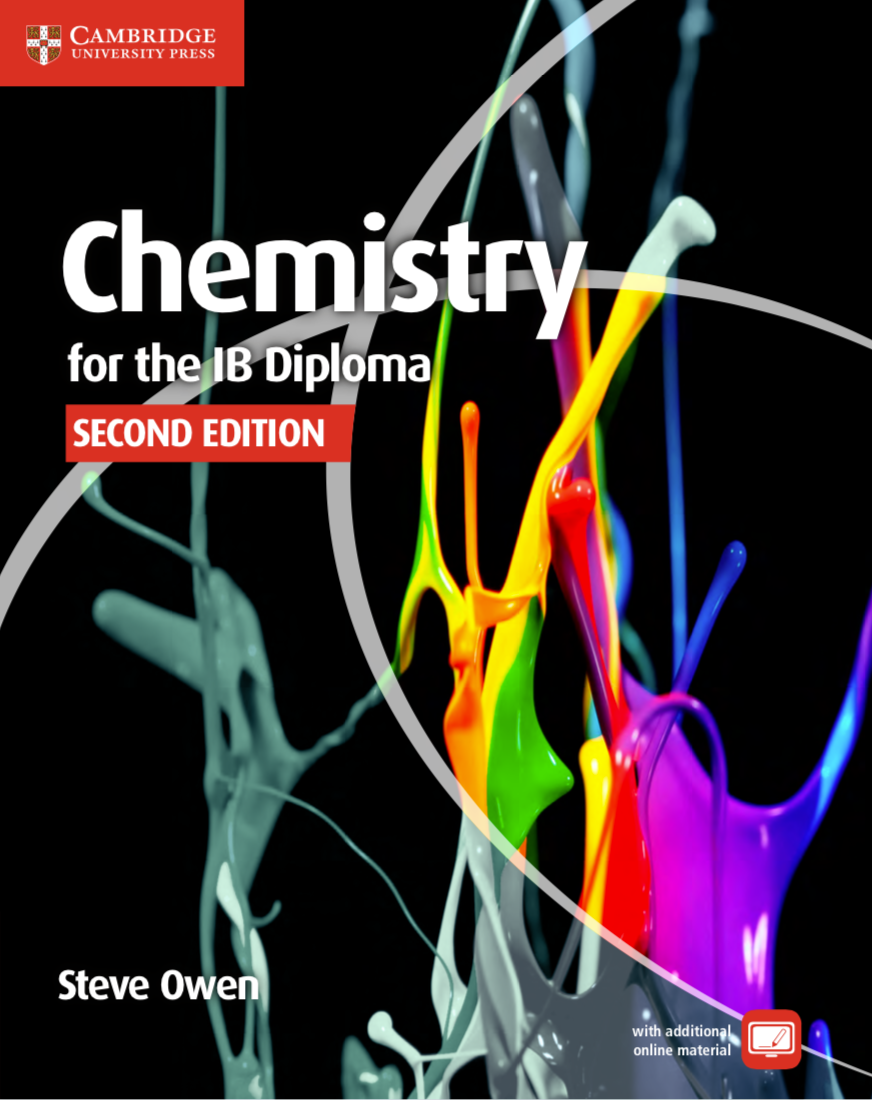 CAMBRIDGE
UNIVERSITY PRESS
Chemistry
for the IB Diploma
SECOND EDITION
Steve Owen
with additional
online material